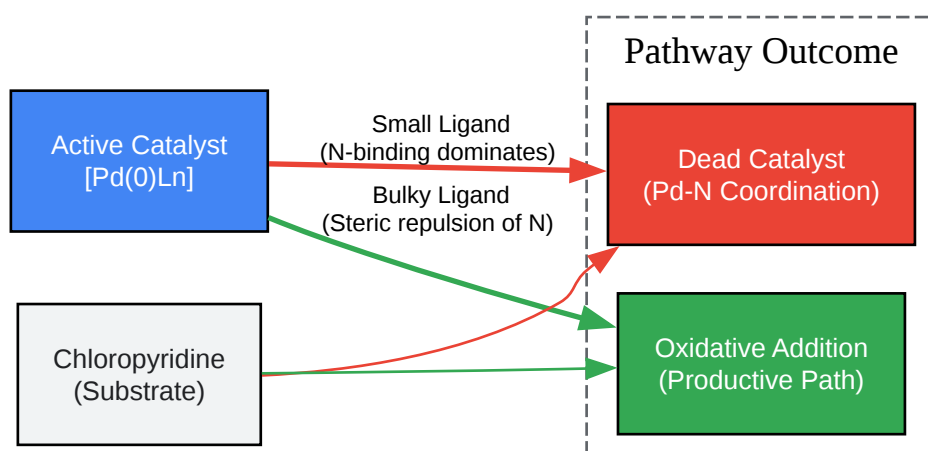 Pathway Outcome
Active Catalyst
[Pd(0)Ln]
Small Ligand
(N-binding dominates)
Bulky Ligand
(Steric repulsion of N)
Dead Catalyst
(Pd-N Coordination)
Chloropyridine
(Substrate)
Oxidative Addition
(Productive Path)